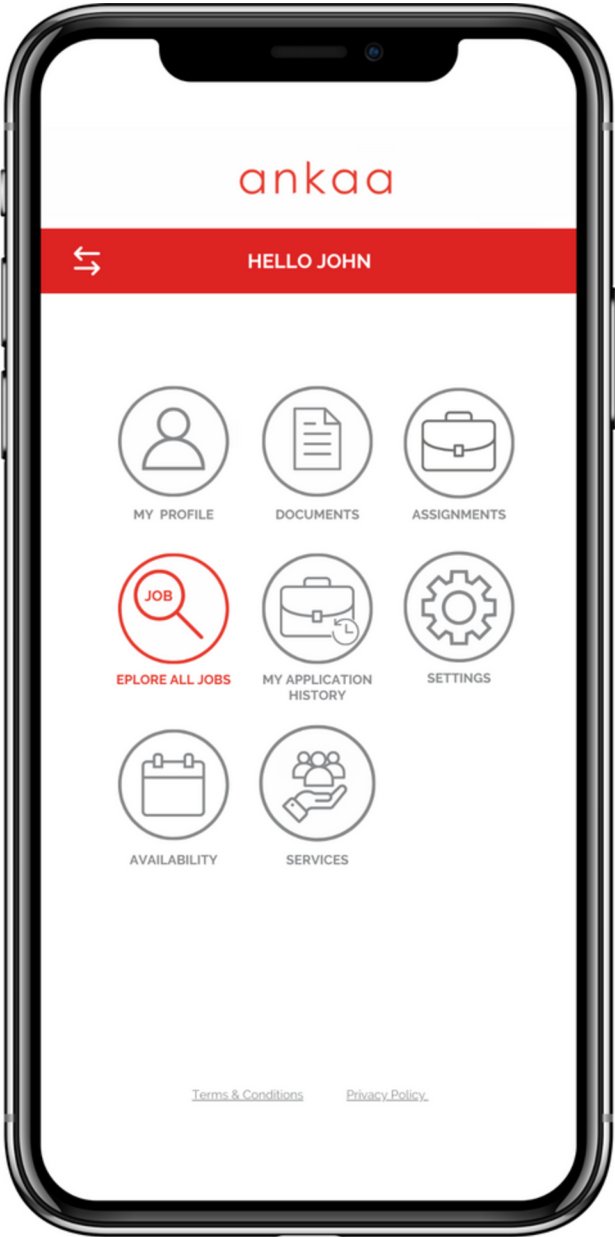 ankaa
HELLO JOHN
MY PROFILE
DOCUMENTS
ASSIGNMENTS
JOB
EPLORE ALL JOBS
MY APPLICATION
HISTORY
SETTINGS
AVAILABILITY
SERVICES
Terms & Conditions
Privacy Policy